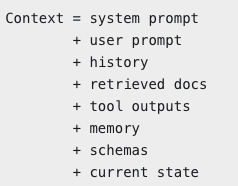 Context = system prompt
        + user prompt
        + history
        + retrieved docs
        + tool outputs
        + memory
        + schemas
        + current state